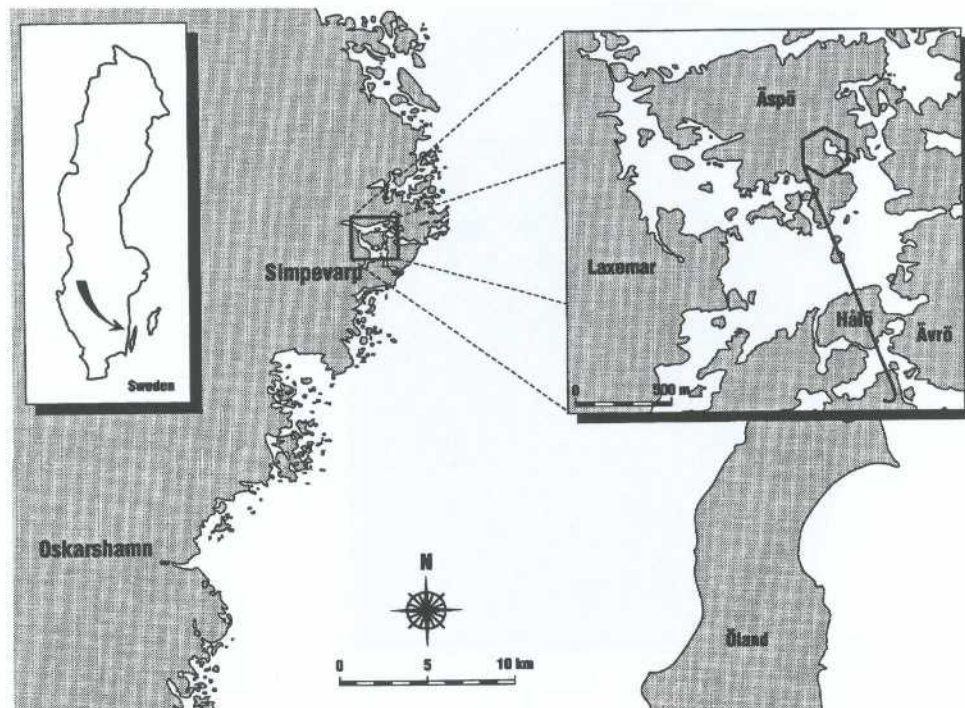 Sweden
Äspö
Laxemar
Hålö
Ävrö
0 500 m
Simpevarp
Oskarshamn
N
0 5 10 km
Öland